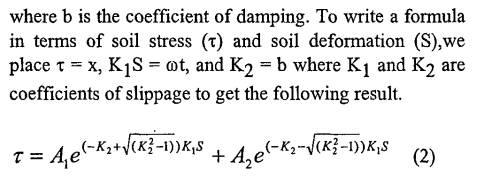 where b is the coefficient of damping. To write a formula
in terms of soil stress (τ) and soil deformation (S),we
place τ = x, K₁S = ωt, and K₂ = b where K₁ and K₂ are
coefficients of slippage to get the following result.
τ = A₁e^{(-K₂+√(K₂²-1))K₁S} + A₂e^{(-K₂-√(K₂²-1))K₁S} (2)